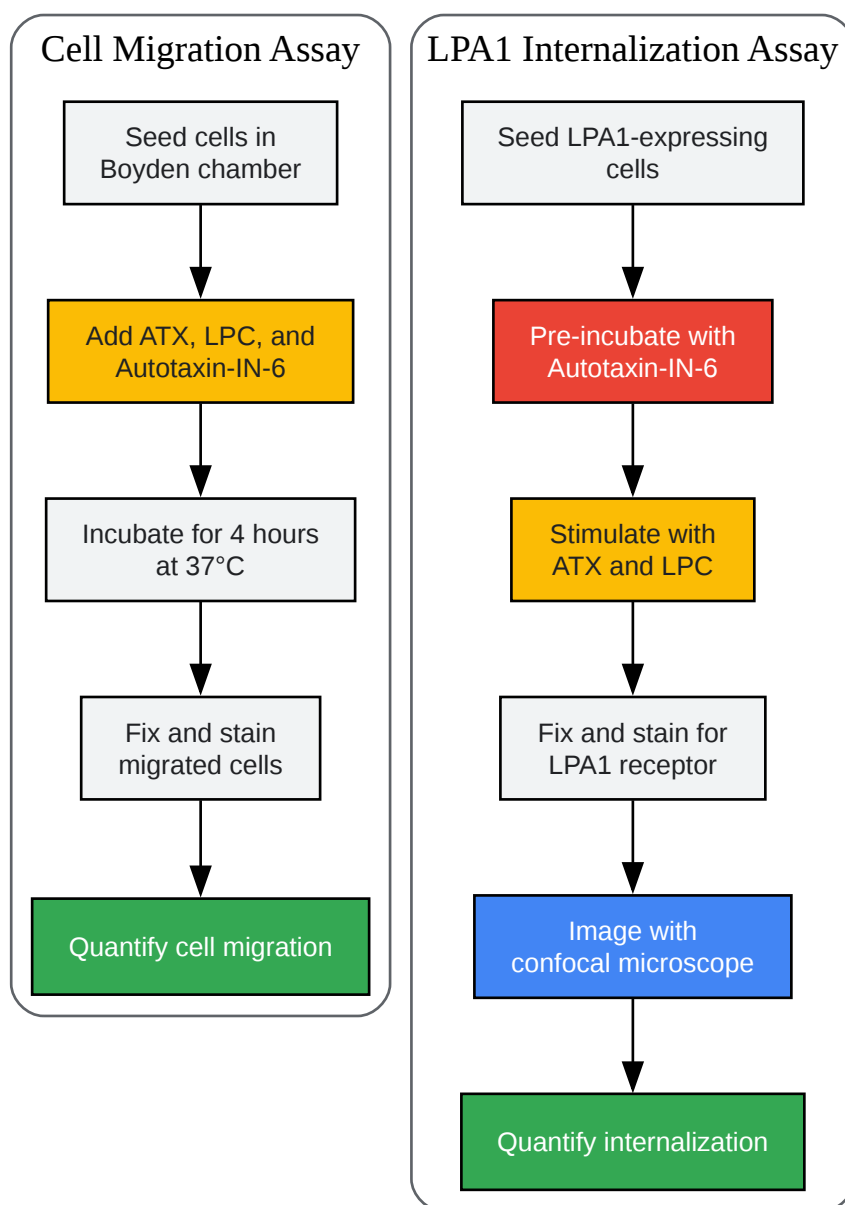 Cell Migration Assay
Seed cells in
Boyden chamber
Add ATX, LPC, and
Autotaxin-IN-6
Incubate for 4 hours
at 37°C
Fix and stain
migrated cells
Quantify cell migration
LPA1 Internalization Assay
Seed LPA1-expressing
cells
Pre-incubate with
Autotaxin-IN-6
Stimulate with
ATX and LPC
Fix and stain for
LPA1 receptor
Image with
confocal microscope
Quantify internalization